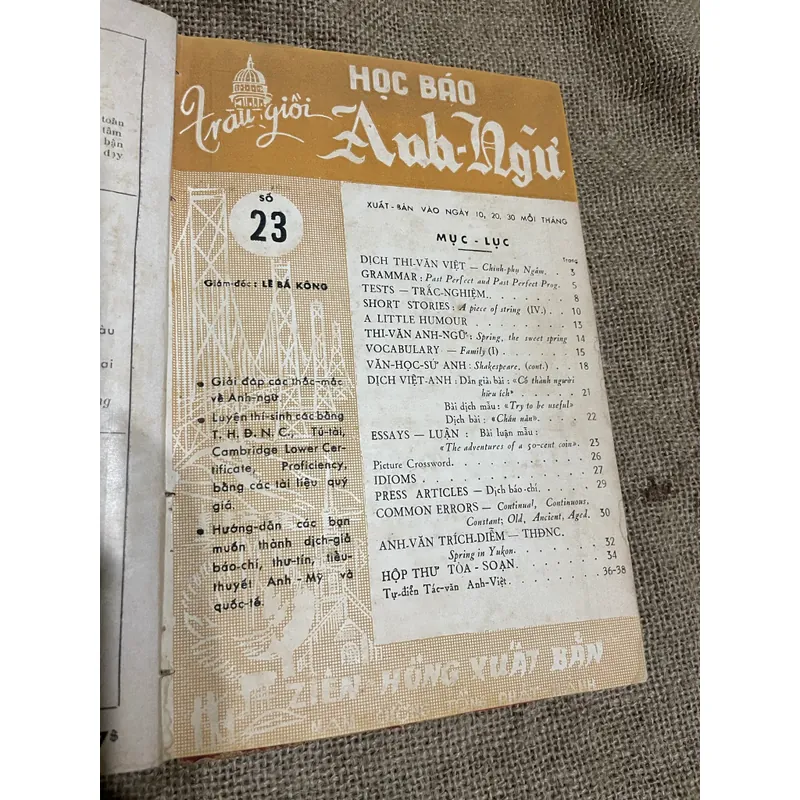 toán
tâm
bạn
dạy
HỌC BÁO
trau giồi
Anh-Ngữ
SỐ
23
Giám-đốc : LÊ BÁ KÔNG
• Giải đáp các thắc-mắc
về Anh-ngữ
• Luyện thí-sinh các bằng
T. H. Đ. N. C., Tú-tài,
Cambridge Lower Cer-
tificate, Proficiency,
bằng các tài liệu quý
giá.
• Hướng-dẫn các bạn
muốn thành dịch-giả
báo-chí, thư-tín, tiểu-
thuyết Anh - Mỹ và
quốc-tế.
XUẤT - BẢN VÀO NGÀY 10, 20, 30 MỖI THÁNG
MỤC - LỤC
Trang
DỊCH THI-VĂN VIỆT — Chinh-phụ Ngâm. . 3
GRAMMAR : Past Perfect and Past Perfect Prog. 5
TESTS — TRẮC-NGHIỆM. . 8
SHORT STORIES : A piece of string (IV.) . . 10
A LITTLE HUMOUR . . . . . . . 13
THI-VĂN ANH-NGỮ : Spring, the sweet spring 14
VOCABULARY — Family (I) . . . . . . 15
VĂN-HỌC-SỬ ANH : Shakespeare. (cont.) . . 18
DỊCH VIỆT-ANH : Dẫn giải bài : «Có thành người
hữu ích» . . . . . . 21
Bài dịch mẫu : «Try to be useful»
Dịch bài : «Chán nản». . . . . 22
ESSAYS — LUẬN : Bài luận mẫu :
«The adventures of a 50-cent coin». . 23
Picture Crossword. . . . . . . . 26
IDIOMS . . . . . . . . . 27
PRESS ARTICLES — Dịch báo-chí. . . . . 29
COMMON ERRORS — Continual, Continuous,
Constant; Old, Ancient, Aged. 30
ANH-VĂN TRÍCH-DIỄM — THĐNC.
Spring in Yukon. . . . . . 32
HỘP THƯ TÒA - SOẠN. . . . . . . 34
Tự-điển Tác-văn Anh-Việt. . . . . . 36-38
ZIÊN - HỒNG XUẤT BẢN